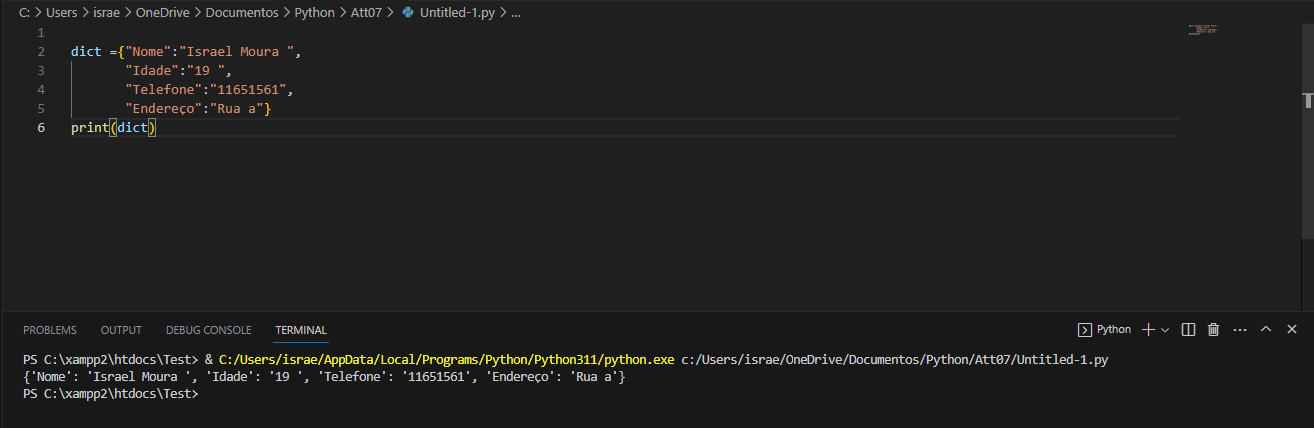 C: > Users > israe > OneDrive > Documentos > Python > Att07 > Untitled-1.py > ...
1
2 dict ={"Nome":"Israel Moura ",
3 "Idade":"19 ",
4 "Telefone":"11651561",
5 "Endereço":"Rua a"}
6 print(dict)
PROBLEMS OUTPUT DEBUG CONSOLE TERMINAL Python
PS C:\xampp2\htdocs\Test> & C:/Users/israe/AppData/Local/Programs/Python/Python311/python.exe c:/Users/israe/OneDrive/Documentos/Python/Att07/Untitled-1.py
{'Nome': 'Israel Moura ', 'Idade': '19 ', 'Telefone': '11651561', 'Endereço': 'Rua a'}
PS C:\xampp2\htdocs\Test>